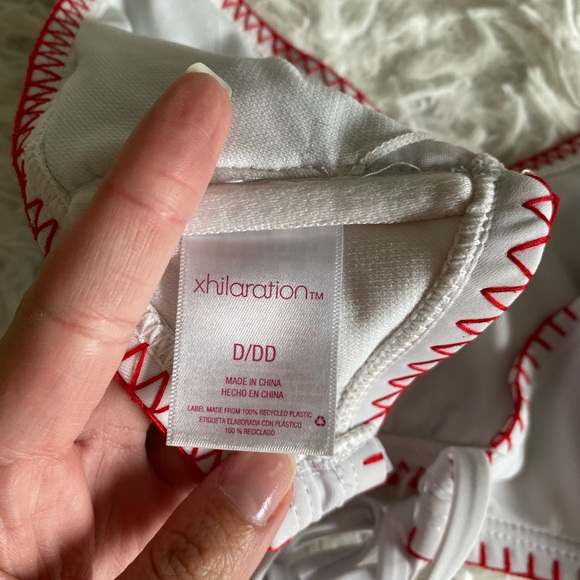 xhilaration™
D/DD
MADE IN CHINA
HECHO EN CHINA
LABEL MADE FROM 100% RECYCLED PLASTIC
ETIQUETA ELABORADA CON PLÁSTICO
100 % RECICLADO